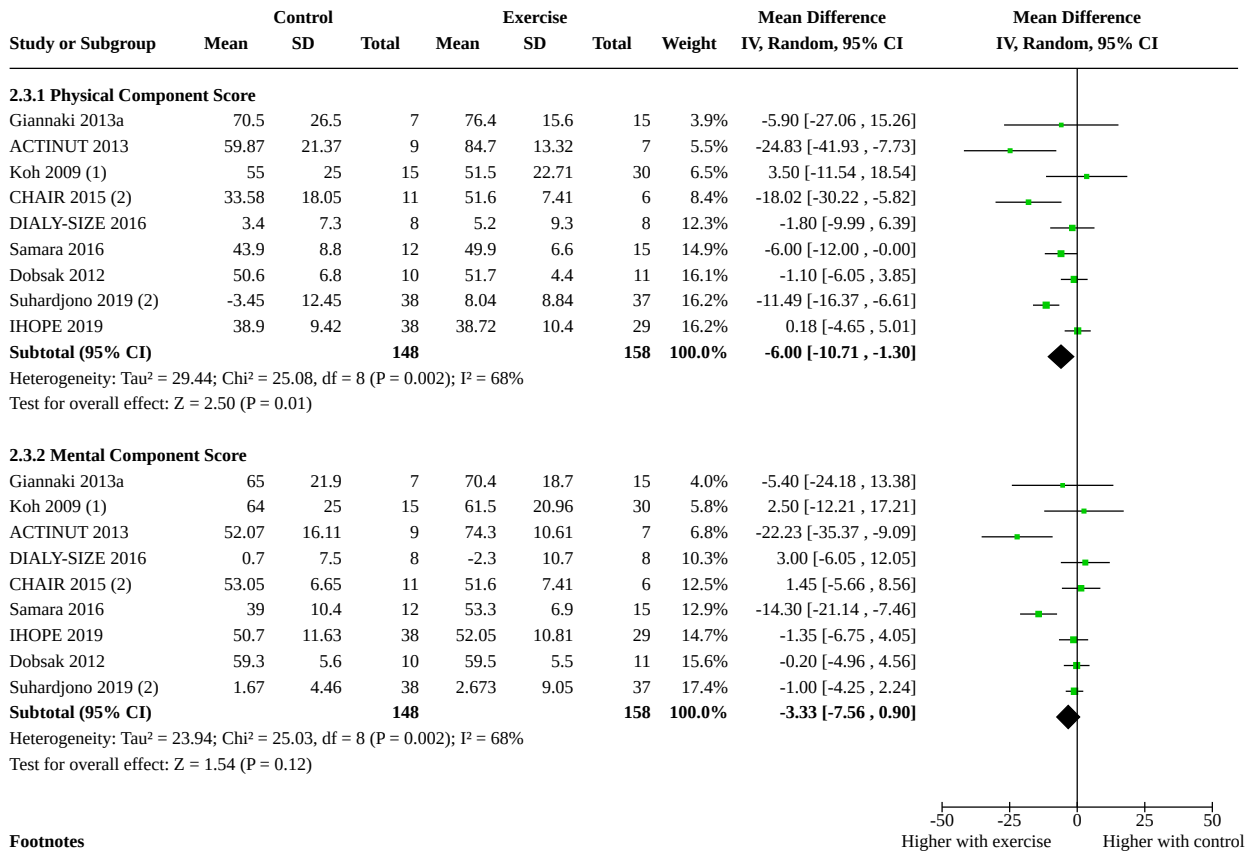 Control Exercise Mean Difference Mean Difference
Study or Subgroup Mean SD Total Mean SD Total Weight IV, Random, 95% CI IV, Random, 95% CI
2.3.1 Physical Component Score
Giannaki 2013a 70.5 26.5 7 76.4 15.6 15 3.9% -5.90 [-27.06 , 15.26]
ACTINUT 2013 59.87 21.37 9 84.7 13.32 7 5.5% -24.83 [-41.93 , -7.73]
Koh 2009 (1) 55 25 15 51.5 22.71 30 6.5% 3.50 [-11.54 , 18.54]
CHAIR 2015 (2) 33.58 18.05 11 51.6 7.41 6 8.4% -18.02 [-30.22 , -5.82]
DIALY-SIZE 2016 3.4 7.3 8 5.2 9.3 8 12.3% -1.80 [-9.99 , 6.39]
Samara 2016 43.9 8.8 12 49.9 6.6 15 14.9% -6.00 [-12.00 , -0.00]
Dobsak 2012 50.6 6.8 10 51.7 4.4 11 16.1% -1.10 [-6.05 , 3.85]
Suhardjono 2019 (2) -3.45 12.45 38 8.04 8.84 37 16.2% -11.49 [-16.37 , -6.61]
IHOPE 2019 38.9 9.42 38 38.72 10.4 29 16.2% 0.18 [-4.65 , 5.01]
Subtotal (95% CI) 148 158 100.0% -6.00 [-10.71 , -1.30]
Heterogeneity: Tau² = 29.44; Chi² = 25.08, df = 8 (P = 0.002); I² = 68%
Test for overall effect: Z = 2.50 (P = 0.01)
2.3.2 Mental Component Score
Giannaki 2013a 65 21.9 7 70.4 18.7 15 4.0% -5.40 [-24.18 , 13.38]
Koh 2009 (1) 64 25 15 61.5 20.96 30 5.8% 2.50 [-12.21 , 17.21]
ACTINUT 2013 52.07 16.11 9 74.3 10.61 7 6.8% -22.23 [-35.37 , -9.09]
DIALY-SIZE 2016 0.7 7.5 8 -2.3 10.7 8 10.3% 3.00 [-6.05 , 12.05]
CHAIR 2015 (2) 53.05 6.65 11 51.6 7.41 6 12.5% 1.45 [-5.66 , 8.56]
Samara 2016 39 10.4 12 53.3 6.9 15 12.9% -14.30 [-21.14 , -7.46]
IHOPE 2019 50.7 11.63 38 52.05 10.81 29 14.7% -1.35 [-6.75 , 4.05]
Dobsak 2012 59.3 5.6 10 59.5 5.5 11 15.6% -0.20 [-4.96 , 4.56]
Suhardjono 2019 (2) 1.67 4.46 38 2.673 9.05 37 17.4% -1.00 [-4.25 , 2.24]
Subtotal (95% CI) 148 158 100.0% -3.33 [-7.56 , 0.90]
Heterogeneity: Tau² = 23.94; Chi² = 25.03, df = 8 (P = 0.002); I² = 68%
Test for overall effect: Z = 1.54 (P = 0.12)
-50 -25 0 25 50
Footnotes Higher with exercise Higher with control